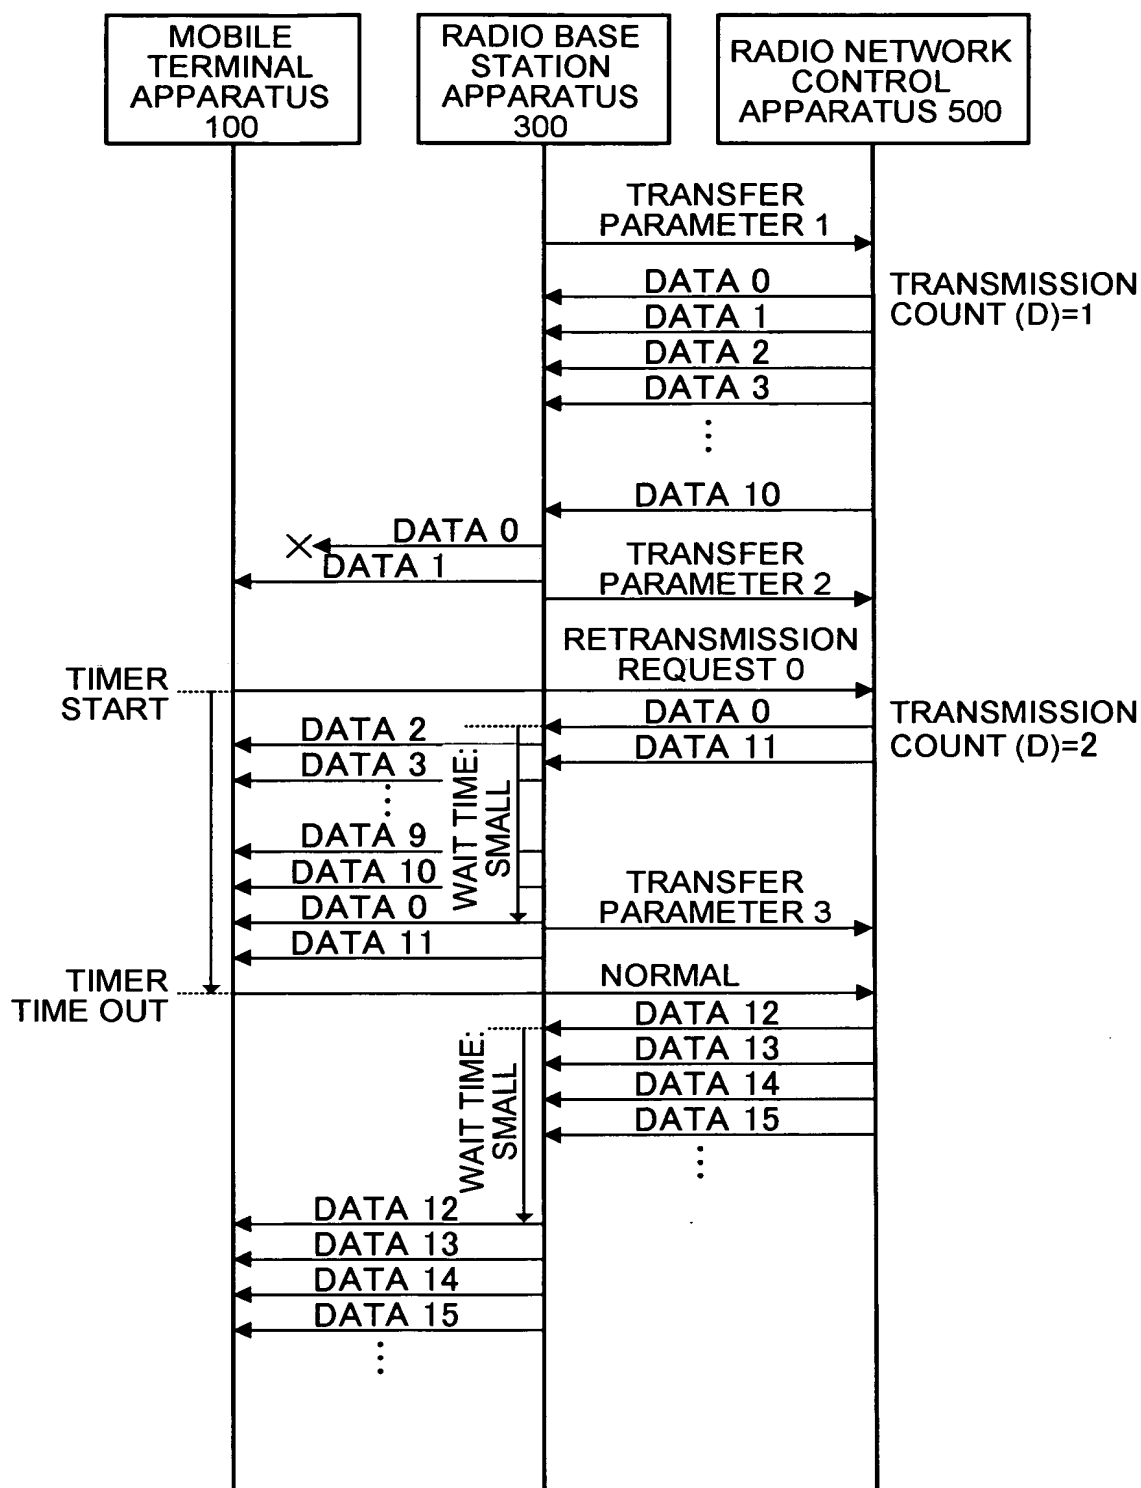 MOBILE
TERMINAL
APPARATUS
100
RADIO BASE
STATION
APPARATUS
300
RADIO NETWORK
CONTROL
APPARATUS 500
TRANSFER
PARAMETER 1
DATA 0
TRANSMISSION
COUNT (D)=1
DATA 1
DATA 2
DATA 3
DATA 10
DATA 0
DATA 1
TRANSFER
PARAMETER 2
RETRANSMISSION
REQUEST 0
TIMER
START
DATA 0
TRANSMISSION
COUNT (D)=2
DATA 11
DATA 2
DATA 3
WAIT TIME:
SMALL
DATA 9
DATA 10
DATA 0
TRANSFER
PARAMETER 3
DATA 11
TIMER
TIME OUT
NORMAL
DATA 12
DATA 13
DATA 14
DATA 15
WAIT TIME:
SMALL
DATA 12
DATA 13
DATA 14
DATA 15